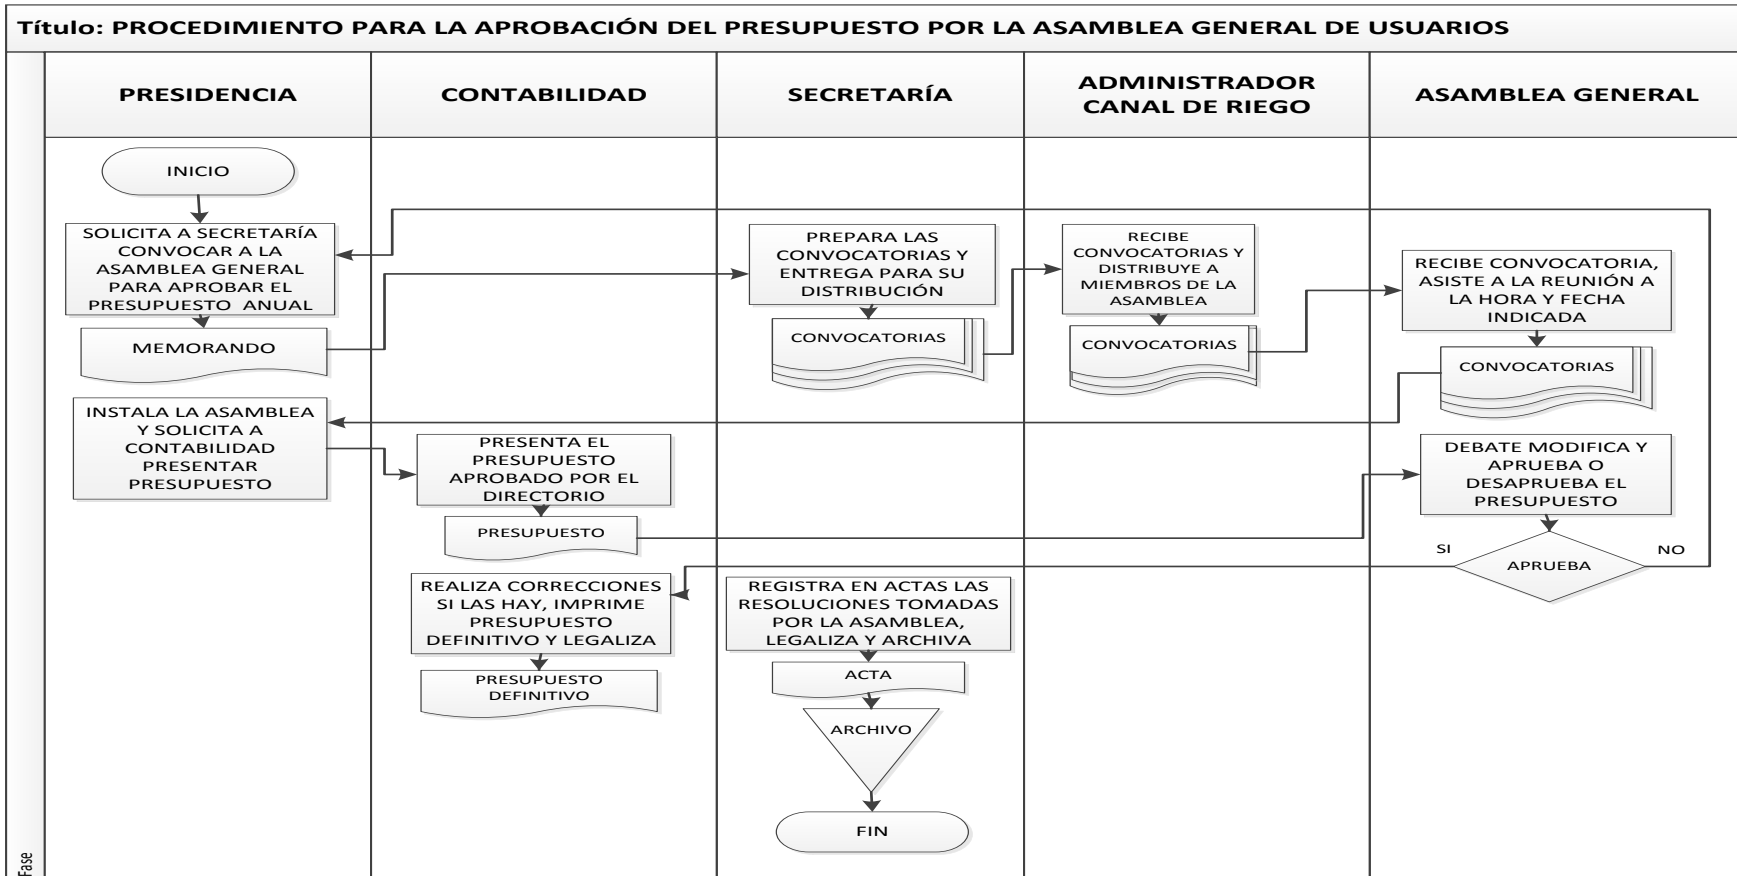 Título: PROCEDIMIENTO PARA LA APROBACIÓN DEL PRESUPUESTO POR LA ASAMBLEA GENERAL DE USUARIOS
PRESIDENCIA
CONTABILIDAD
SECRETARÍA
ADMINISTRADOR
CANAL DE RIEGO
ASAMBLEA GENERAL
INICIO
SOLICITA A SECRETARÍA
CONVOCAR A LA
ASAMBLEA GENERAL
PARA APROBAR EL
PRESUPUESTO ANUAL
MEMORANDO
PREPARA LAS
CONVOCATORIAS Y
ENTREGA PARA SU
DISTRIBUCIÓN
CONVOCATORIAS
RECIBE
CONVOCATORIAS Y
DISTRIBUYE A
MIEMBROS DE LA
ASAMBLEA
CONVOCATORIAS
RECIBE CONVOCATORIA,
ASISTE A LA REUNIÓN A
LA HORA Y FECHA
INDICADA
CONVOCATORIAS
INSTALA LA ASAMBLEA
Y SOLICITA A
CONTABILIDAD
PRESENTAR
PRESUPUESTO
PRESENTA EL
PRESUPUESTO
APROBADO POR EL
DIRECTORIO
PRESUPUESTO
DEBATE MODIFICA Y
APRUEBA O
DESAPRUEBA EL
PRESUPUESTO
SI
NO
APRUEBA
REALIZA CORRECCIONES
SI LAS HAY, IMPRIME
PRESUPUESTO
DEFINITIVO Y LEGALIZA
PRESUPUESTO
DEFINITIVO
REGISTRA EN ACTAS LAS
RESOLUCIONES TOMADAS
POR LA ASAMBLEA,
LEGALIZA Y ARCHIVA
ACTA
ARCHIVO
FIN
Fase